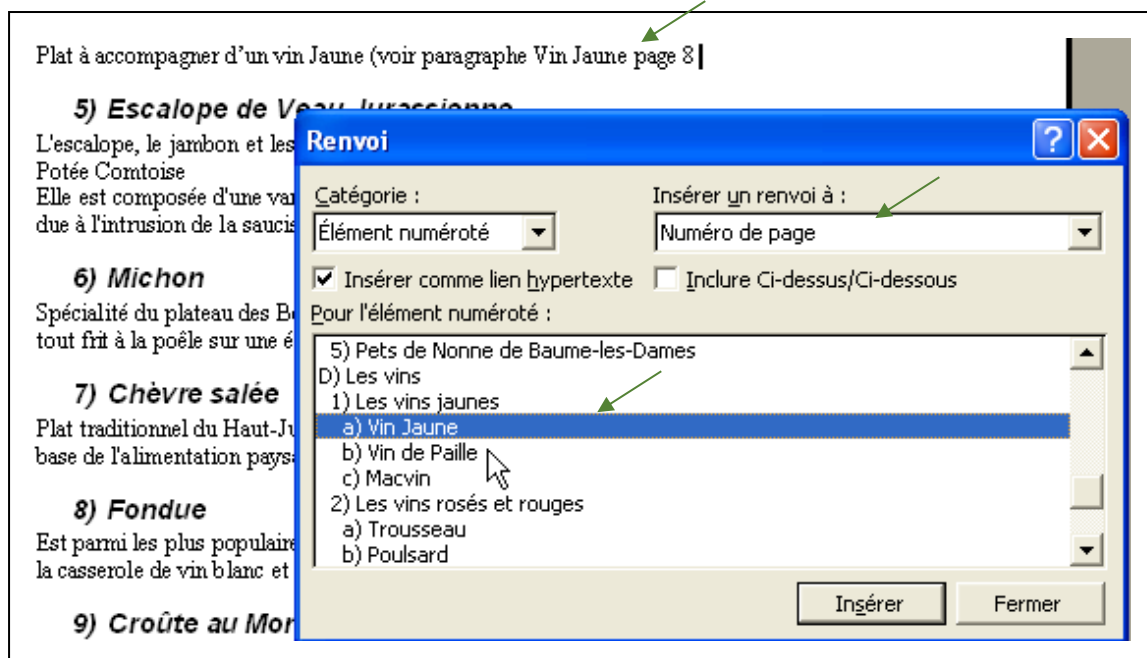 Plat à accompagner d'un vin Jaune (voir paragraphe Vin Jaune page 8
5) Escalope de Veau Jurassienne
L'escalope, le jambon et les
Potée Comtoise
Elle est composée d'une
due à l'intrusion de la
6) Michon
Spécialité du plateau des
tout frit à la poêle sur une
7) Chèvre salée
Plat traditionnel du
base de l'alimentation
8) Fondue
Est parmi les plus
la casserole de vin blanc et
9) Croûte au
Renvoi
Catégorie :
Insérer un renvoi à :
Élément numéroté
Numéro de page
Insérer comme lien hypertexte
Inclure Ci-dessus/Ci-dessous
Pour l'élément numéroté :
5) Pets de Nonne de Baume-les-Dames
D) Les vins
1) Les vins jaunes
a) Vin Jaune
b) Vin de Paille
c) Macvin
2) Les vins rosés et rouges
a) Trousseau
b) Poulsard
Insérer
Fermer